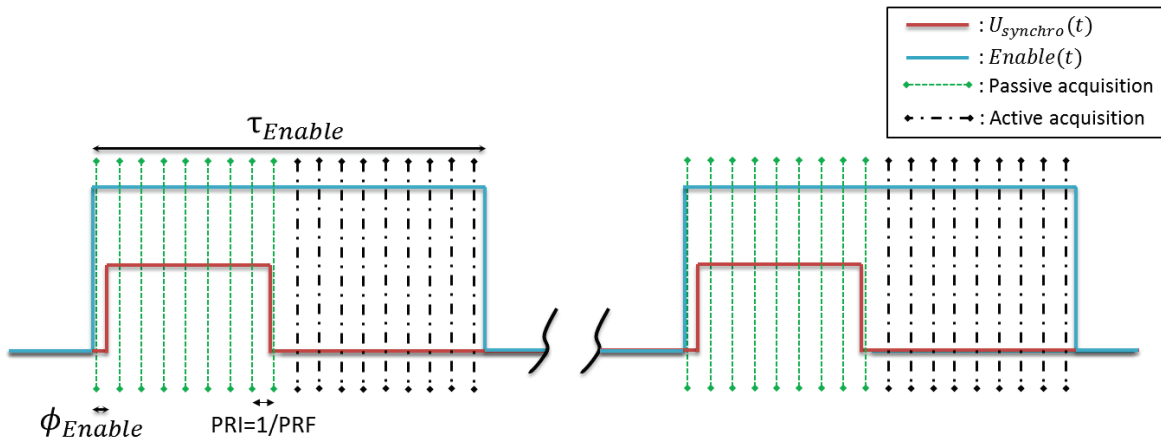 : U_synchro(t)
: Enable(t)
: Passive acquisition
: Active acquisition
τ_Enable
ϕ_Enable
PRI=1/PRF